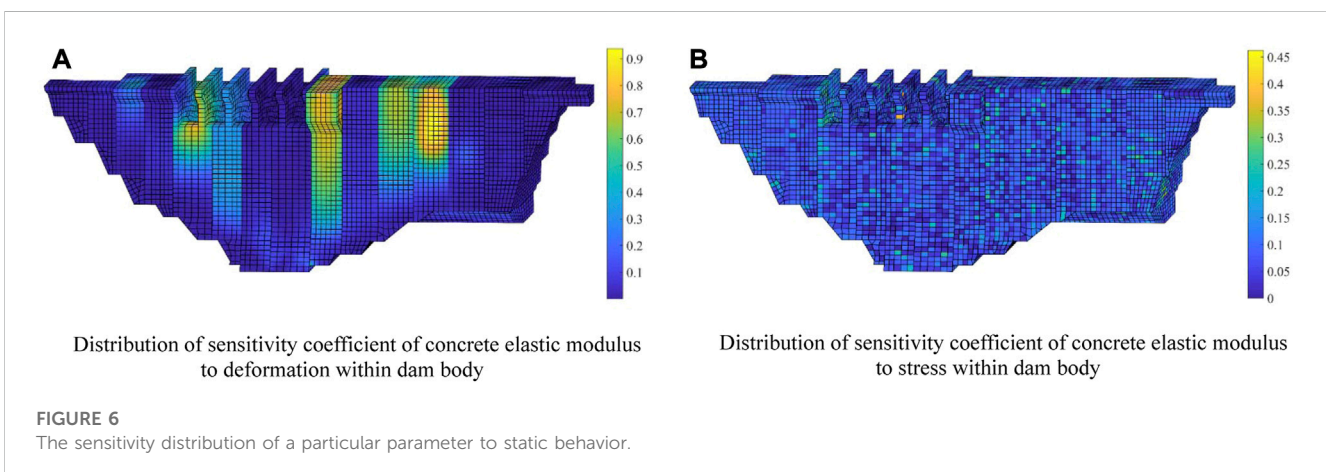 A
0.9
0.8
0.7
0.6
0.5
0.4
0.3
0.2
0.1
Distribution of sensitivity coefficient of concrete elastic modulus
to deformation within dam body
B
0.45
0.4
0.35
0.3
0.25
0.2
0.15
0.1
0.05
0
Distribution of sensitivity coefficient of concrete elastic modulus
to stress within dam body
FIGURE 6
The sensitivity distribution of a particular parameter to static behavior.